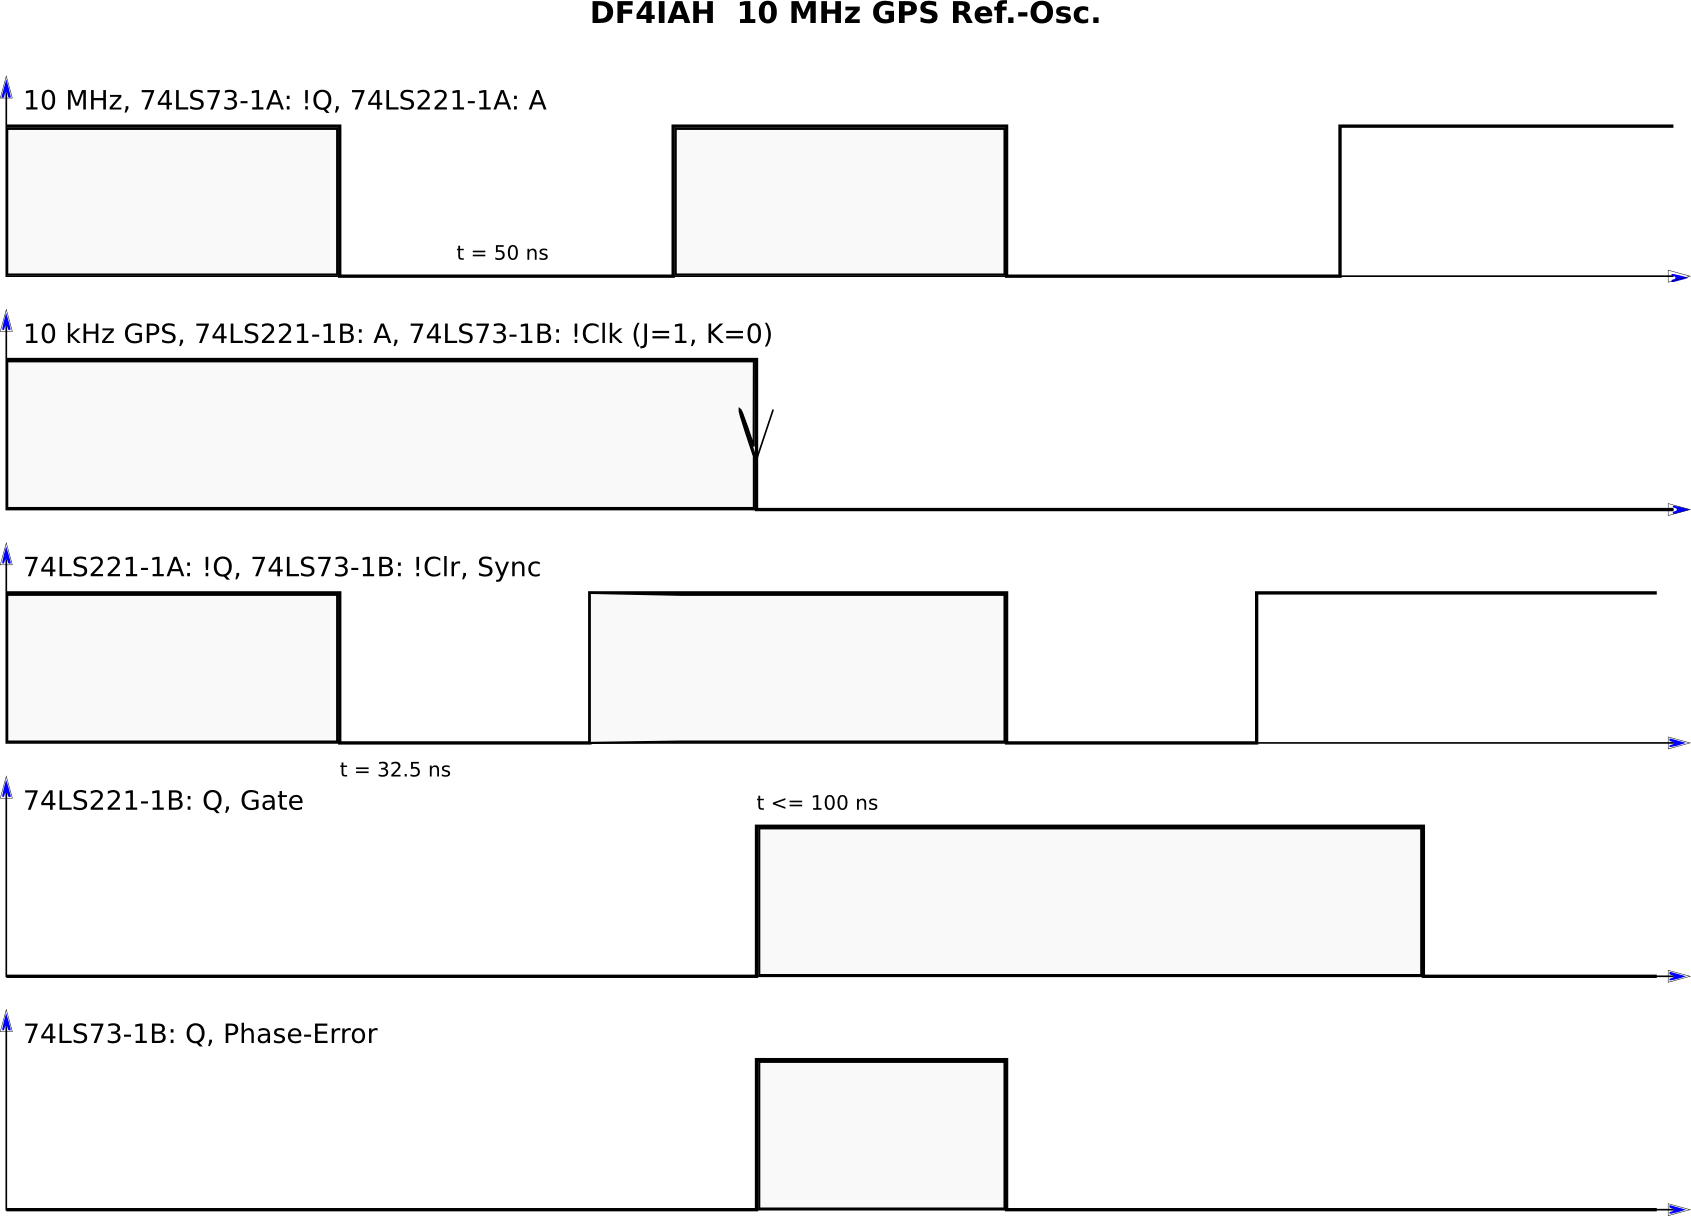 DF4IAH  10 MHz GPS Ref.-Osc.
10 MHz, 74LS73-1A: !Q, 74LS221-1A: A
t = 50 ns
10 kHz GPS, 74LS221-1B: A, 74LS73-1B: !Clk (J=1, K=0)
74LS221-1A: !Q, 74LS73-1B: !Clr, Sync
t = 32.5 ns
74LS221-1B: Q, Gate
t <= 100 ns
74LS73-1B: Q, Phase-Error